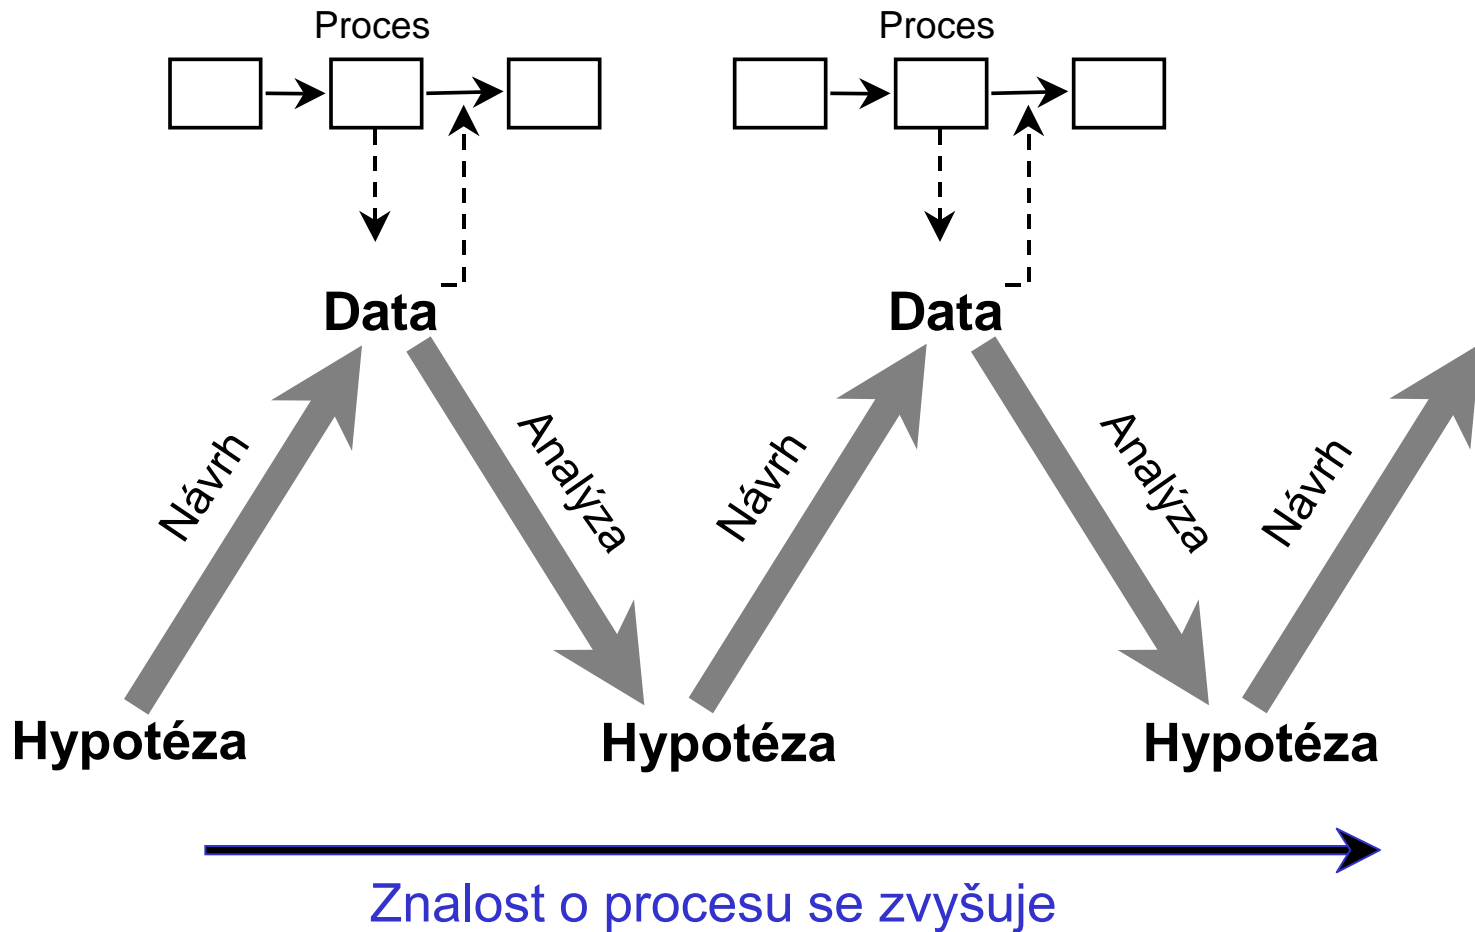 Proces
Proces
Data
Data
Návrh
Analýza
Návrh
Analýza
Návrh
Hypotéza
Hypotéza
Hypotéza
Znalost o procesu se zvyšuje